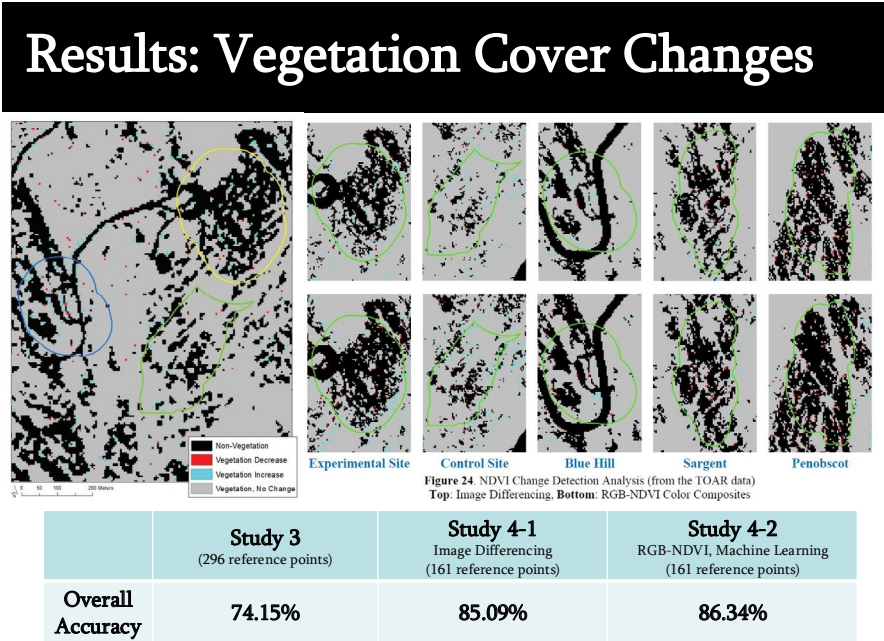 Results: Vegetation Cover Changes
Non-Vegetation
Vegetation Decrease
Vegetation Increase
Vegetation, No Change
0 50 100 200 Meters
Experimental Site Control Site Blue Hill Sargent Penobscot
Figure 24. NDVI Change Detection Analysis (from the TOAR data)
Top: Image Differencing, Bottom: RGB-NDVI Color Composites
Study 3 Study 4-1 Study 4-2
(296 reference points) Image Differencing RGB-NDVI, Machine Learning
(161 reference points) (161 reference points)
Overall
Accuracy 74.15% 85.09% 86.34%